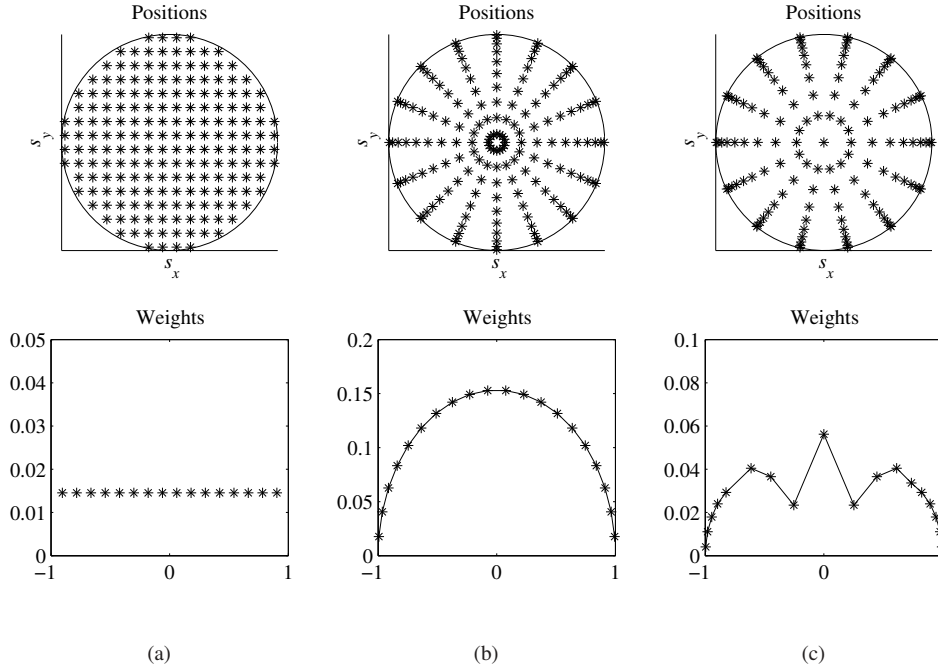 Positions
Positions
Positions
s_y
s_x
s_y
s_x
s_y
s_x
Weights
0.05
0.04
0.03
0.02
0.01
0
−1
0
1
Weights
0.2
0.15
0.1
0.05
0
−1
0
1
Weights
0.1
0.08
0.06
0.04
0.02
0
−1
0
(a)
(b)
(c)